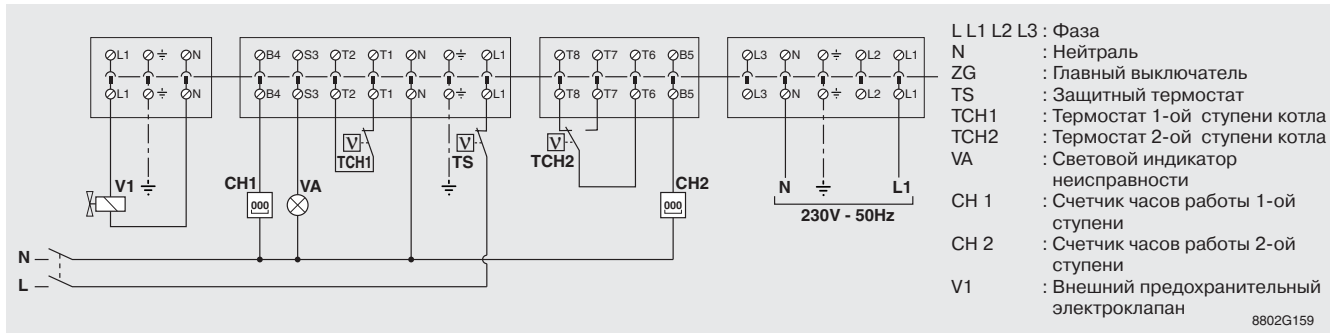 L1 ⏚ N B4 S3 T2 T1 N ⏚ L1 T8 T7 T6 B5 L3 N ⏚ L2 L1
L1 ⏚ N B4 S3 T2 T1 N ⏚ L1 T8 T7 T6 B5 L3 N ⏚ L2 L1
V TCH1
V TS
V TCH2
V1
CH1
000
VA
CH2
000
N L1
230V - 50Hz
N
L
L L1 L2 L3 : Фаза
N : Нейтраль
ZG : Главный выключатель
TS : Защитный термостат
TCH1 : Термостат 1-ой ступени котла
TCH2 : Термостат 2-ой ступени котла
VA : Световой индикатор
неисправности
CH 1 : Счетчик часов работы 1-ой
ступени
CH 2 : Счетчик часов работы 2-ой
ступени
V1 : Внешний предохранительный
электроклапан
8802G159